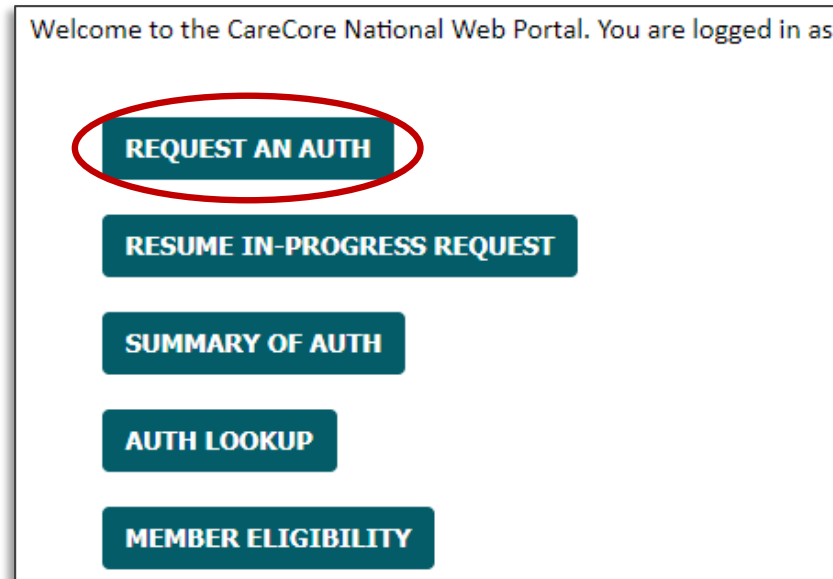 Welcome to the CareCore National Web Portal. You are logged in as
REQUEST AN AUTH
RESUME IN-PROGRESS REQUEST
SUMMARY OF AUTH
AUTH LOOKUP
MEMBER ELIGIBILITY